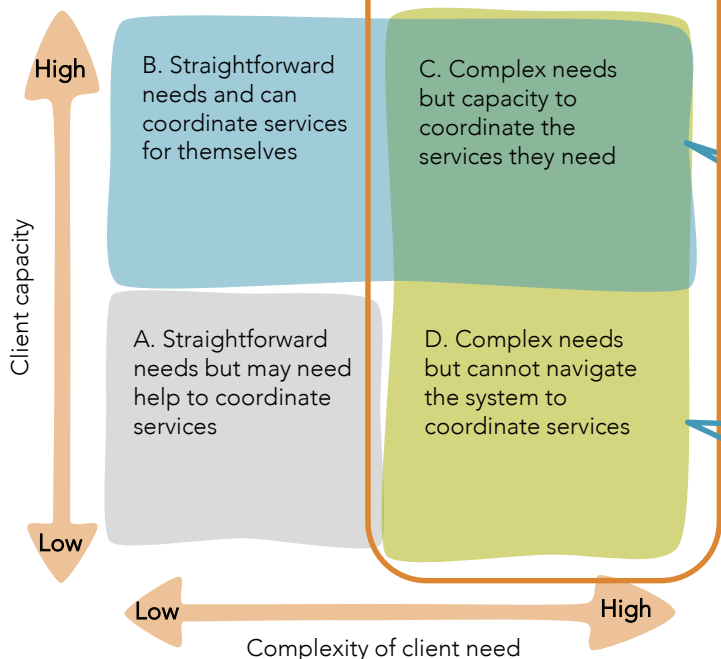 High
B. Straightforward
needs and can
coordinate services
for themselves
C. Complex needs
but capacity to
coordinate the
services they need
Client capacity
A. Straightforward
needs but may need
help to coordinate
services
D. Complex needs
but cannot navigate
the system to
coordinate services
Low
Low
High
Complexity of client need